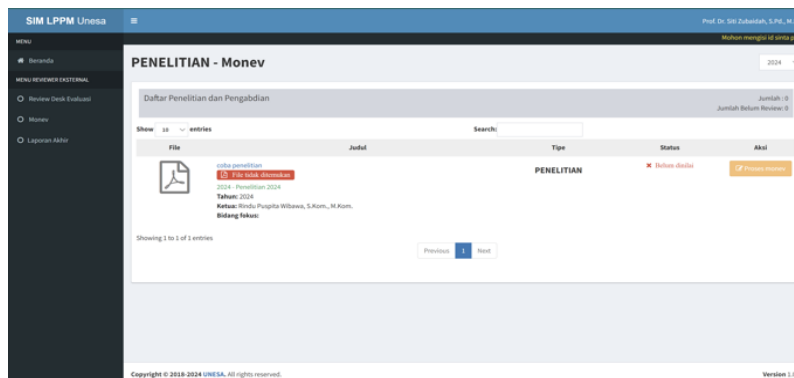 SIM LPPM Unesa
Prof. Dr. Siti Zubaidah, S.Pd., M.
MENU
Mohon mengisi id sinta p
Beranda
PENELITIAN - Monev
2024
MENU REVIEWER EKSTERNAL
Review Desk Evaluasi
Daftar Penelitian dan Pengabdian
Jumlah : 0
Jumlah Belum Review: 0
Monev
Laporan Akhir
Show 10 entries
Search:
File Judul Tipe Status Aksi
coba penelitian
File tidak ditemukan
PENELITIAN
Belum dinilai
Proses monev
2024 - Penelitian 2024
Tahun: 2024
Ketua: Rindu Puspita Wibawa, S.Kom., M.Kom.
Bidang fokus:
Showing 1 to 1 of 1 entries
Previous 1 Next
Copyright © 2018-2024 UNESA. All rights reserved.
Version 1.